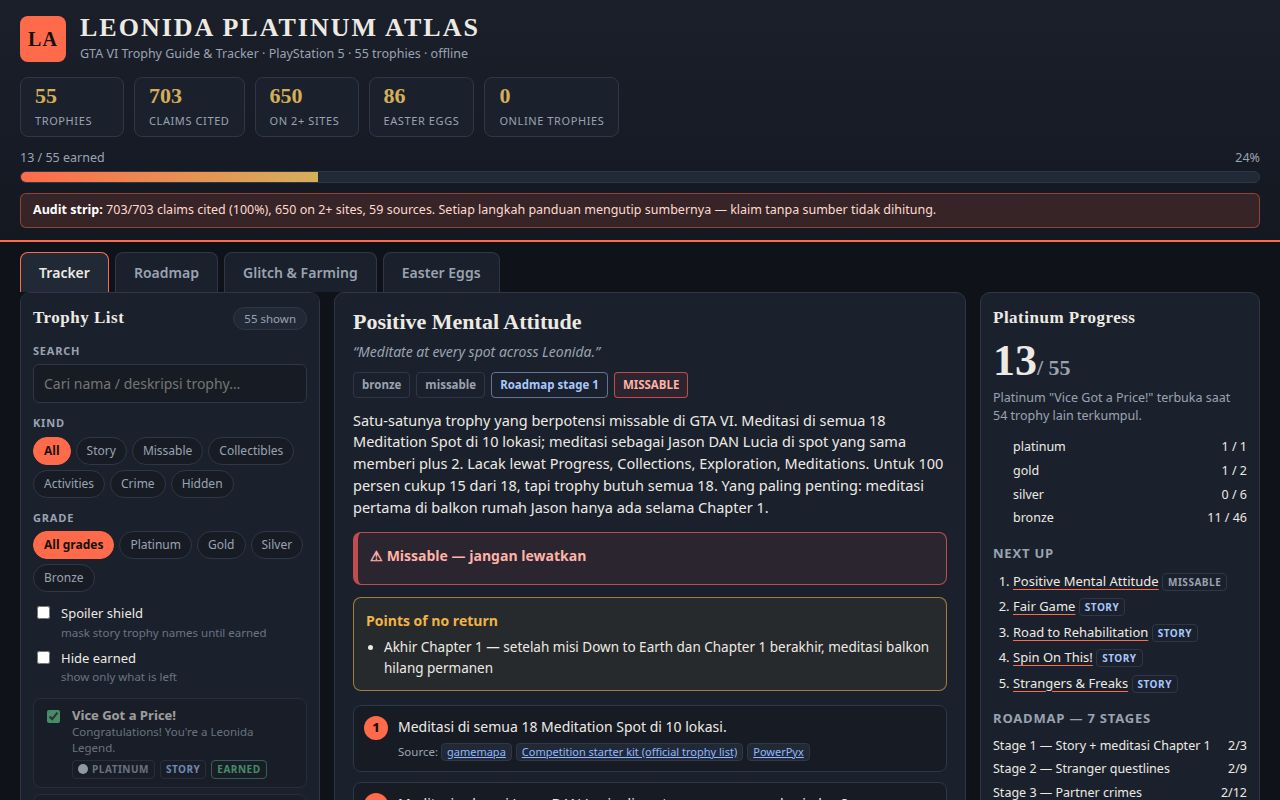 LA
LEONIDA PLATINUM ATLAS
GTA VI Trophy Guide & Tracker · PlayStation 5 · 55 trophies · offline
55
TROPHIES
703
CLAIMS CITED
650
ON 2+ SITES
86
EASTER EGGS
0
ONLINE TROPHIES
13 / 55 earned
24%
Audit strip: 703/703 claims cited (100%), 650 on 2+ sites, 59 sources. Setiap langkah panduan mengutip sumbernya — klaim tanpa sumber tidak dihitung.
Tracker
Roadmap
Glitch & Farming
Easter Eggs
Trophy List
55 shown
SEARCH
Cari nama / deskripsi trophy...
KIND
All
Story
Missable
Collectibles
Activities
Crime
Hidden
GRADE
All grades
Platinum
Gold
Silver
Bronze
Spoiler shield
mask story trophy names until earned
Hide earned
show only what is left
Vice Got a Price!
Congratulations! You're a Leonida
Legend.
PLATINUM
STORY
EARNED
Positive Mental Attitude
“Meditate at every spot across Leonida.”
bronze
missable
Roadmap stage 1
MISSABLE
Satu-satunya trophy yang berpotensi missable di GTA VI. Meditasi di semua 18
Meditation Spot di 10 lokasi; meditasi sebagai Jason DAN Lucia di spot yang sama
memberi plus 2. Lacak lewat Progress, Collections, Exploration, Meditations. Untuk 100
persen cukup 15 dari 18, tapi trophy butuh semua 18. Yang paling penting: meditasi
pertama di balkon rumah Jason hanya ada selama Chapter 1.
⚠ Missable — jangan lewatkan
Points of no return
• Akhir Chapter 1 — setelah misi Down to Earth dan Chapter 1 berakhir, meditasi balkon
hilang permanen
1
Meditasi di semua 18 Meditation Spot di 10 lokasi.
Source: gamemapa Competition starter kit (official trophy list) PowerPyx
Platinum Progress
13 / 55
Platinum "Vice Got a Price!" terbuka saat
54 trophy lain terkumpul.
platinum 1 / 1
gold 1 / 2
silver 0 / 6
bronze 11 / 46
NEXT UP
1. Positive Mental Attitude MISSABLE
2. Fair Game STORY
3. Road to Rehabilitation STORY
4. Spin On This! STORY
5. Strangers & Freaks STORY
ROADMAP — 7 STAGES
Stage 1 — Story + meditasi Chapter 1 2/3
Stage 2 — Stranger questlines 2/9
Stage 3 — Partner crimes 2/12